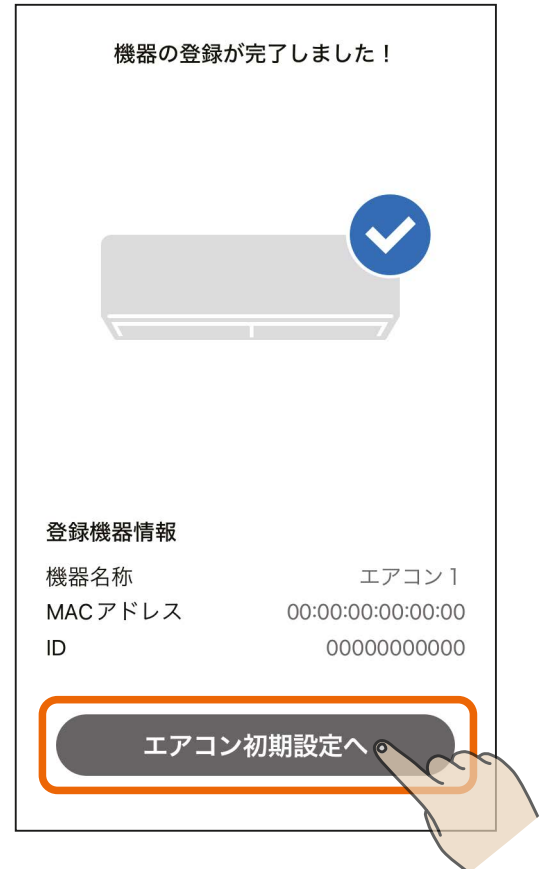 機器の登録が完了しました！
登録機器情報
機器名称 エアコン 1
MACアドレス 00:00:00:00:00:00
ID 00000000000
エアコン初期設定へ